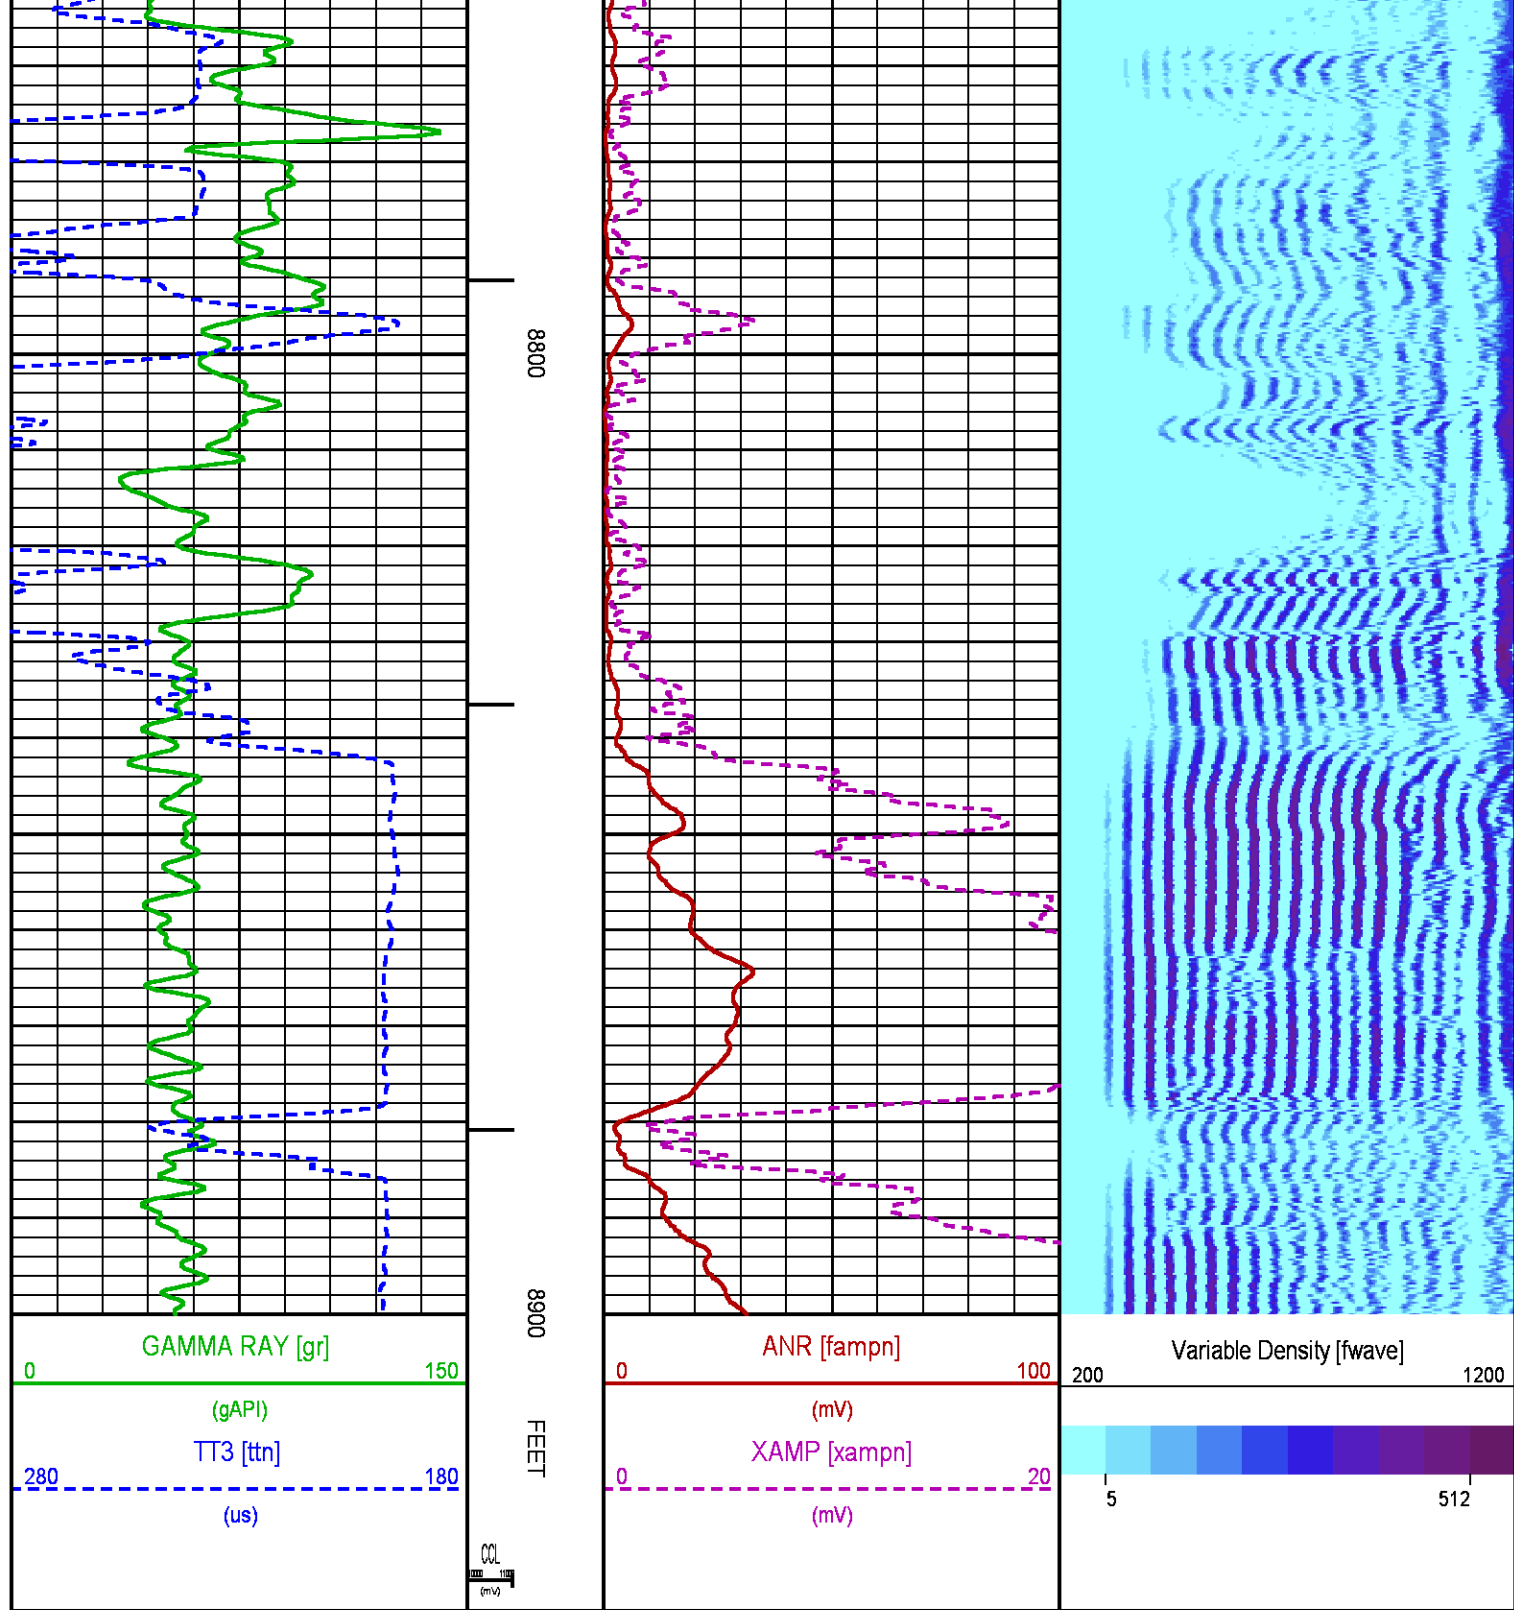 8800
8900
FEET
GAMMA RAY [gr]
0 150
(gAPI)
TT3 [ttn]
280 180
(us)
CCL
(mV)
ANR [fampn]
0 100
(mV)
XAMP [xampn]
0 20
(mV)
Variable Density [fwave]
200 1200
5 512